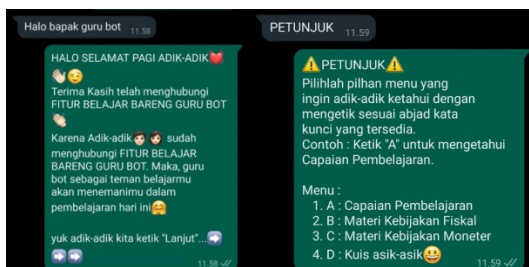 Halo bapak guru bot 11.58
HALO SELAMAT PAGI ADIK-ADIK💓
👋🏻😉
Terima Kasih telah menghubungi
FITUR BELAJAR BARENG GURU BOT
👏🏻
Karena Adik-adik👩🏻👨🏻 sudah
menghubungi FITUR BELAJAR
BARENG GURU BOT. Maka, guru
bot sebagai teman belajarmu
akan menemanimu dalam
pembelajaran hari ini🤗
yuk adik-adik kita ketik "Lanjut"...➡️
➡️➡️
11.58
PETUNJUK 11.59
⚠️PETUNJUK⚠️
Pilihlah pilhan menu yang
ingin adik-adik ketahui dengan
mengetik sesuai abjad kata
kunci yang tersedia.
Contoh : Ketik "A" untuk mengetahui
Capaian Pembelajaran.
Menu :
1. A : Capaian Pembelajaran
2. B : Materi Kebijakan Fiskal
3. C : Materi Kebijakan Moneter
4. D : Kuis asik-asik😃
11.59